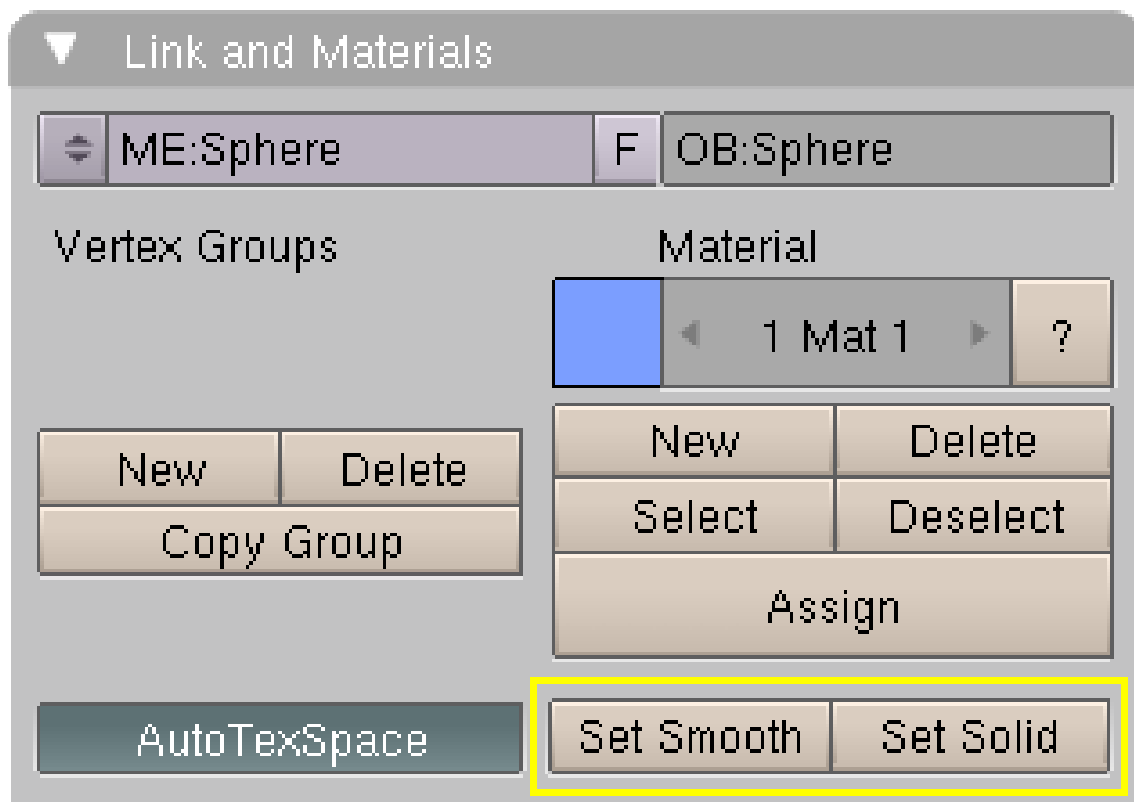 Link and Materials
ME:Sphere F OB:Sphere
Vertex Groups Material
1 Mat 1 ?
New Delete
New Delete
Select Deselect
Copy Group
Assign
AutoTexSpace Set Smooth Set Solid